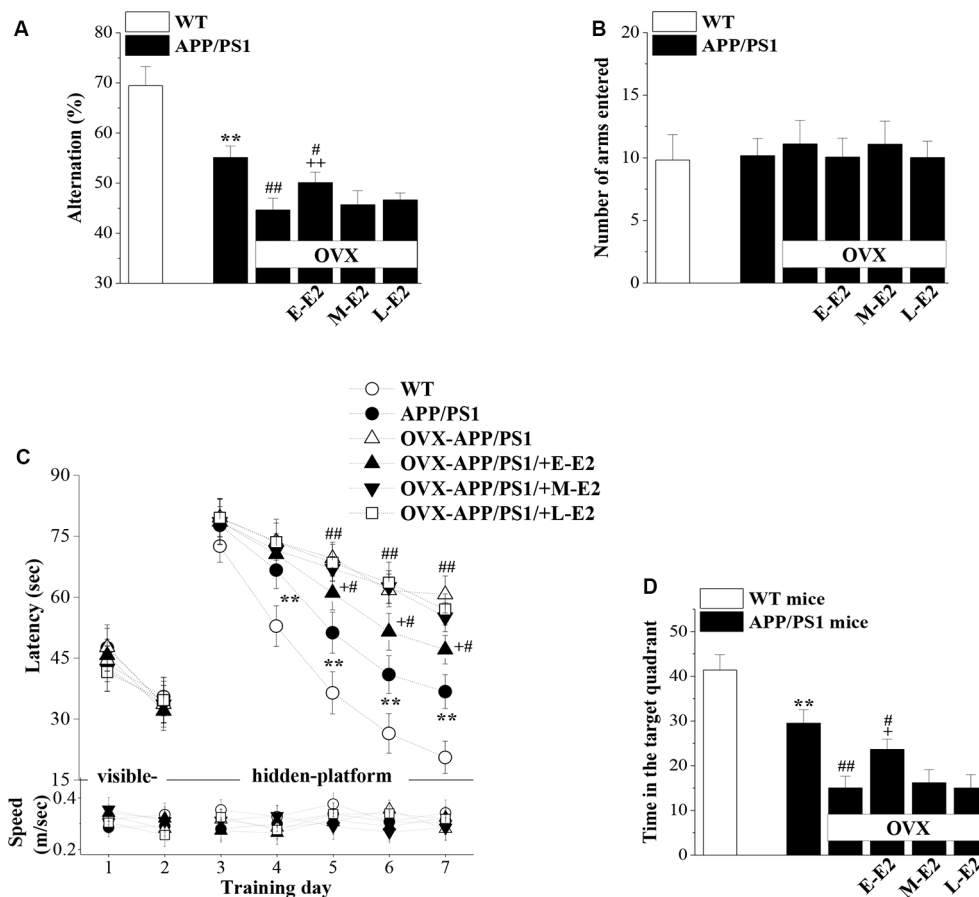 A
WT
APP/PS1
Alternation (%)
80
70
60
50
40
30
**
##
#
++
OVX
E-E2
M-E2
L-E2
B
WT
APP/PS1
Number of arms entered
20
15
10
5
0
OVX
E-E2
M-E2
L-E2
C
WT
APP/PS1
OVX-APP/PS1
OVX-APP/PS1/+E-E2
OVX-APP/PS1/+M-E2
OVX-APP/PS1/+L-E2
Latency (sec)
90
75
60
45
30
15
##
##
##
+#
+#
+#
**
**
**
**
visible-
hidden-platform
Speed
(m/sec)
0.4
0.2
1 2 3 4 5 6 7
Training day
D
WT mice
APP/PS1 mice
Time in the target quadrant
50
40
30
20
10
0
**
##
#
+
OVX
E-E2
M-E2
L-E2